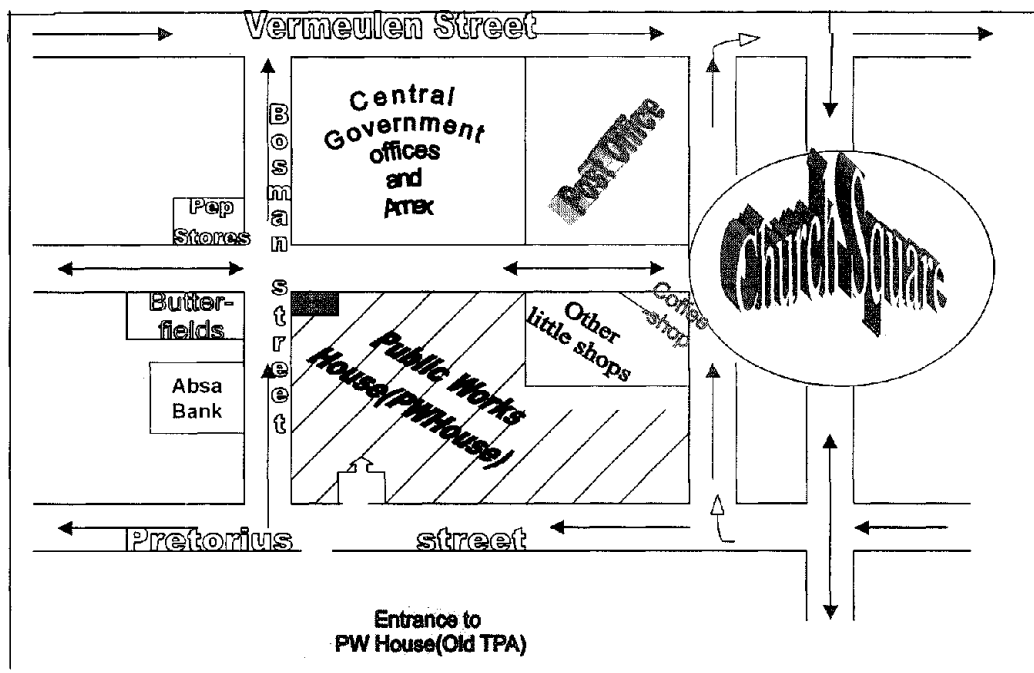 Vermeulen Street
Bosman street
Central
Government
offices
and
Annex
Post Office
Church Square
Pep
Stores
Butter-
fields
Absa
Bank
Public Works
House(PWHouse)
Other
little shops
Coffee
shop
Pretorius street
Entrance to
PW House(Old TPA)